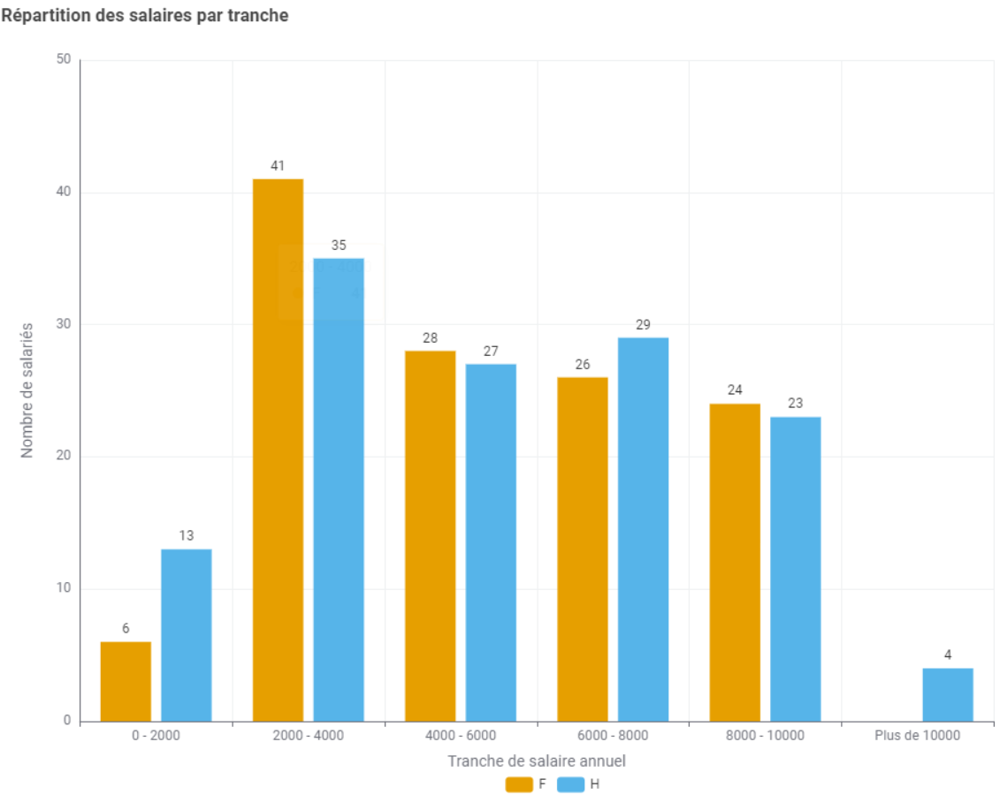 Répartition des salaires par tranche
50
40
30
20
10
0
Nombre de salariés
6
13
41
35
28
27
26
29
24
23
4
0 - 2000
2000 - 4000
4000 - 6000
6000 - 8000
8000 - 10000
Plus de 10000
Tranche de salaire annuel
F
H